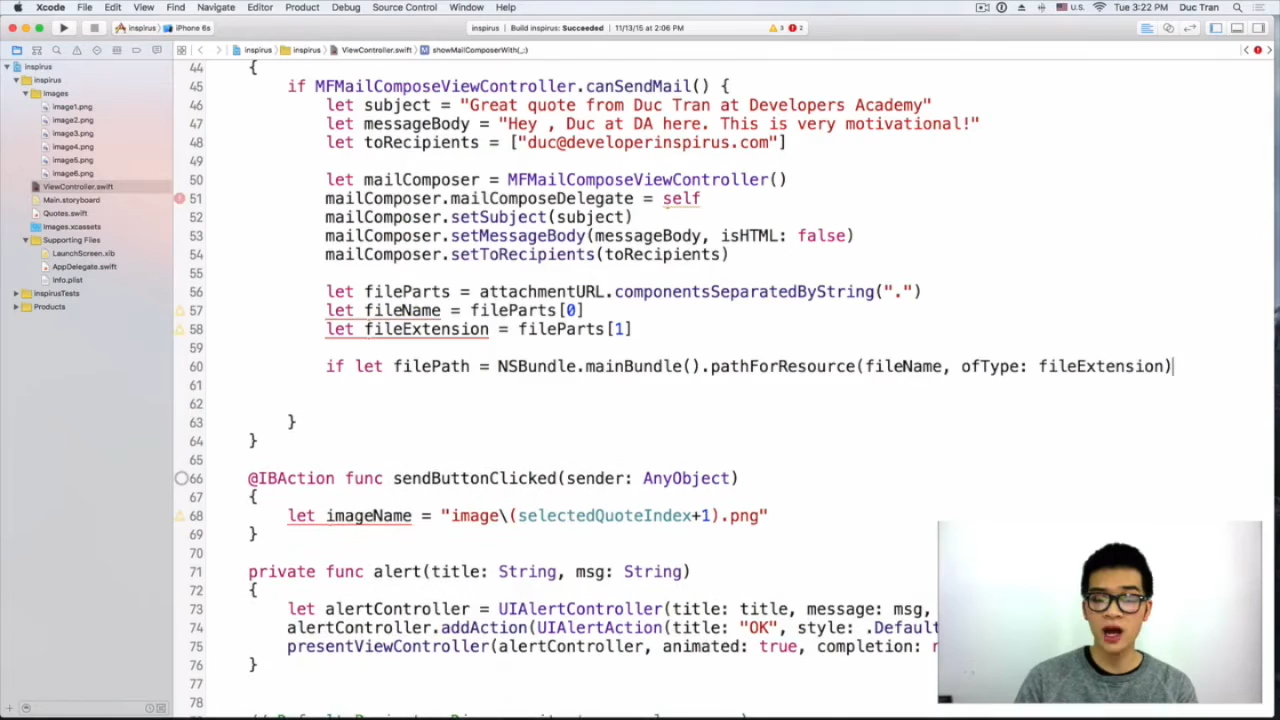 Xcode File Edit View Find Navigate Editor Product Debug Source Control Window Help U.S. Tue 3:22 PM Duc Tran
inspirus iPhone 6s inspirus Build inspirus: Succeeded 11/13/15 at 2:06 PM 3 2
inspirus inspirus ViewController.swift M showMailComposerWith(_:)
inspirus
inspirus
images
image1.png
image2.png
image3.png
image4.png
image5.png
image6.png
ViewController.swift
Main.storyboard
Quotes.swift
Images.xcassets
Supporting Files
LaunchScreen.xib
AppDelegate.swift
Info.plist
inspirusTests
Products
44 {
45 if MFMailComposeViewController.canSendMail() {
46 let subject = "Great quote from Duc Tran at Developers Academy"
47 let messageBody = "Hey , Duc at DA here. This is very motivational!"
48 let toRecipients = ["duc@developerinspirus.com"]
49
50 let mailComposer = MFMailComposeViewController()
51 mailComposer.mailComposeDelegate = self
52 mailComposer.setSubject(subject)
53 mailComposer.setMessageBody(messageBody, isHTML: false)
54 mailComposer.setToRecipients(toRecipients)
55
56 let fileParts = attachmentURL.componentsSeparatedByString(".")
57 let fileName = fileParts[0]
58 let fileExtension = fileParts[1]
59
60 if let filePath = NSBundle.mainBundle().pathForResource(fileName, ofType: fileExtension)
61
62
63 }
64 }
65
66 @IBAction func sendButtonClicked(sender: AnyObject)
67 {
68 let imageName = "image\(selectedQuoteIndex+1).png"
69 }
70
71 private func alert(title: String, msg: String)
72 {
73 let alertController = UIAlertController(title: title, message: msg,
74 alertController.addAction(UIAlertAction(title: "OK", style: .Default
75 presentViewController(alertController, animated: true, completion:
76 }
77
78